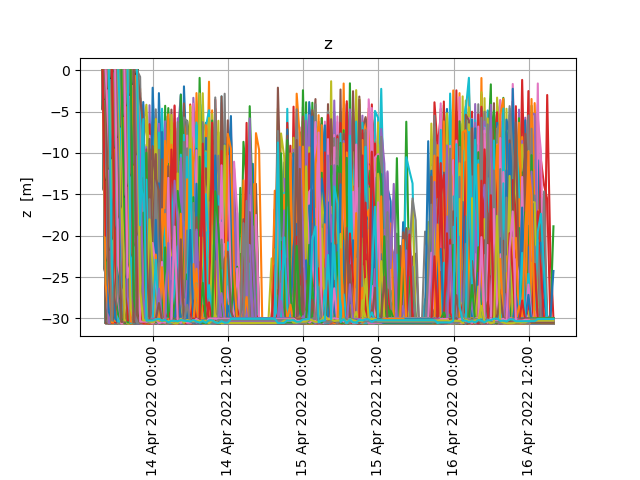 z
0
−5
−10
−15
−20
−25
−30
z [m]
14 Apr 2022 00:00
14 Apr 2022 12:00
15 Apr 2022 00:00
15 Apr 2022 12:00
16 Apr 2022 00:00
16 Apr 2022 12:00